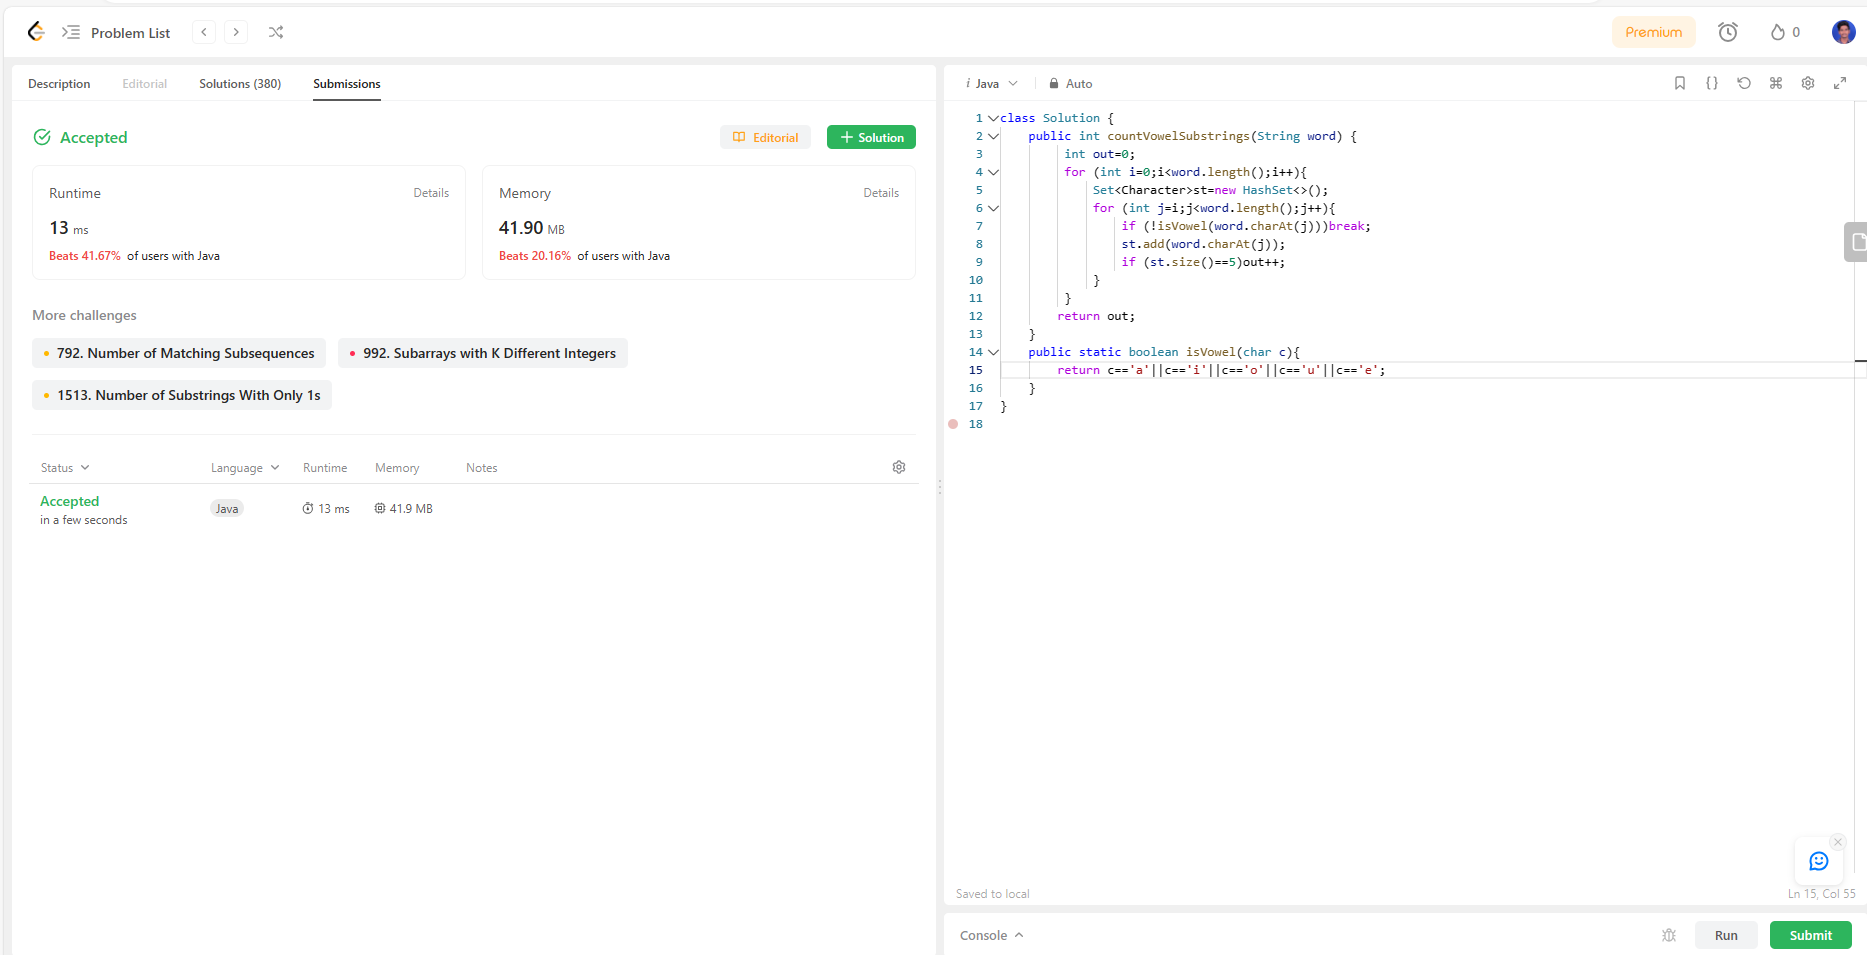 Problem List
Premium
0
Description Editorial Solutions (380) Submissions
Accepted
Editorial
Solution
Runtime Details
13 ms
Beats 41.67% of users with Java
Memory Details
41.90 MB
Beats 20.16% of users with Java
More challenges
792. Number of Matching Subsequences
992. Subarrays with K Different Integers
1513. Number of Substrings With Only 1s
Status Language Runtime Memory Notes
Accepted
in a few seconds
Java 13 ms 41.9 MB
i Java Auto
1 class Solution {
2     public int countVowelSubstrings(String word) {
3          int out=0;
4          for (int i=0;i<word.length();i++){
5              Set<Character>st=new HashSet<>();
6              for (int j=i;j<word.length();j++){
7                  if (!isVowel(word.charAt(j)))break;
8                  st.add(word.charAt(j));
9                  if (st.size()==5)out++;
10              }
11          }
12         return out;
13     }
14     public static boolean isVowel(char c){
15         return c=='a'||c=='i'||c=='o'||c=='u'||c=='e';
16     }
17 }
18
Saved to local
Ln 15, Col 55
Console
Run
Submit